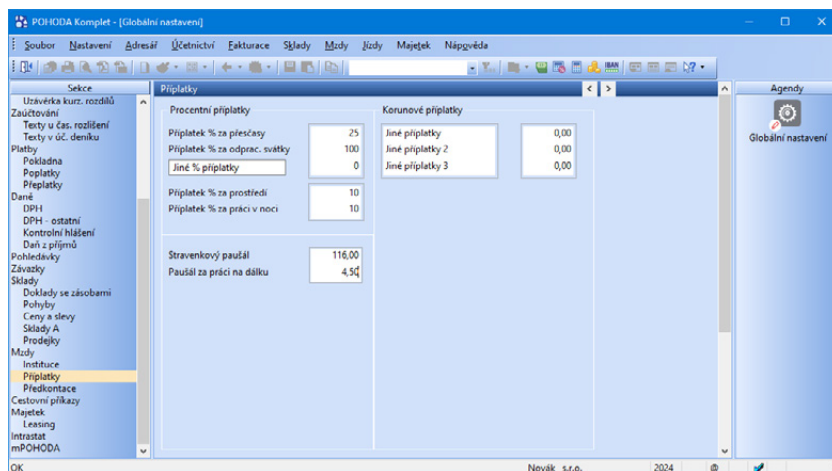 POHODA Komplet - [Globální nastavení]
Soubor Nastavení Adresář Účetnictví Fakturace Sklady Mzdy Jízdy Majetek Nápověda
IBAN
Sekce
Uzávěrka kurz. rozdílů
Zaúčtování
Texty u čas. rozlišení
Texty v úč. deníku
Platby
Pokladna
Poplatky
Přeplatky
Daně
DPH
DPH - ostatní
Kontrolní hlášení
Daň z příjmů
Pohledávky
Závazky
Sklady
Doklady se zásobami
Pohyby
Ceny a slevy
Sklady A
Prodejky
Mzdy
Instituce
Příplatky
Předkontace
Cestovní příkazy
Majetek
Leasing
Intrastat
mPOHODA
Příplatky
Procentní příplatky
Příplatek % za přesčasy 25
Příplatek % za odprac. svátky 100
Jiné % příplatky 0
Příplatek % za prostředí 10
Příplatek % za práci v noci 10
Stravenkový paušál 116,00
Paušál za práci na dálku 4,50
Korunové příplatky
Jiné příplatky 0,00
Jiné příplatky 2 0,00
Jiné příplatky 3 0,00
Agendy
Globální nastavení
OK Novák s.r.o. 2024 @